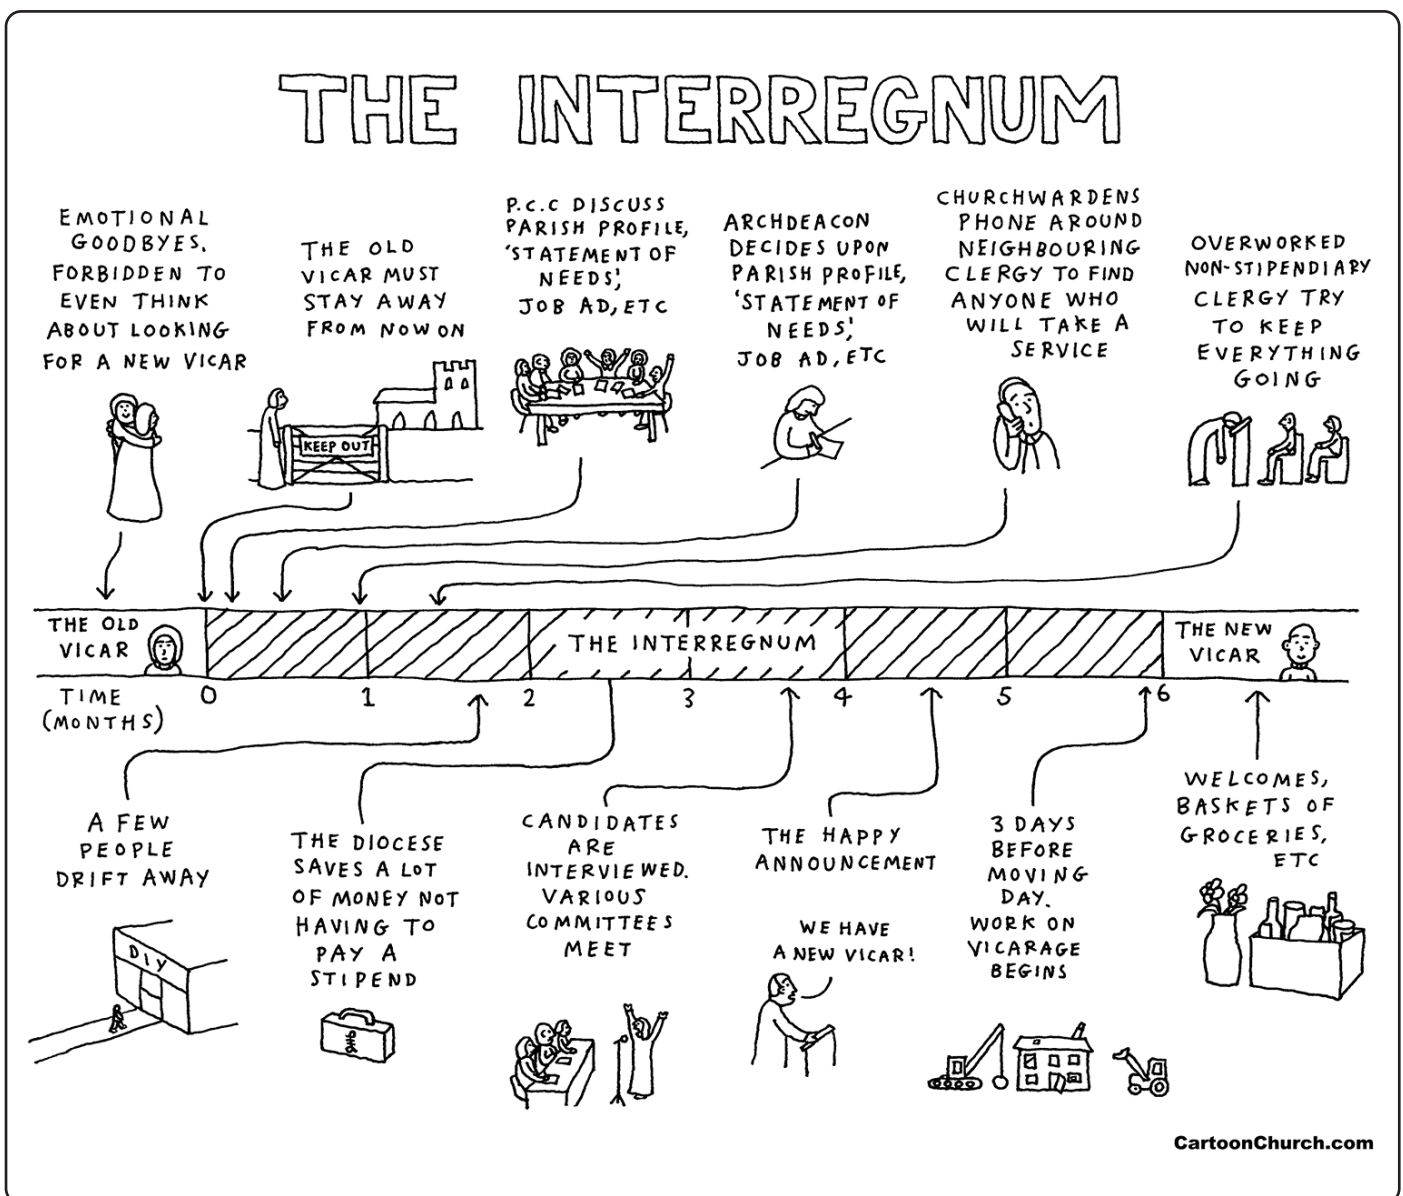 THE INTERREGNUM
EMOTIONAL
GOODBYES.
FORBIDDEN TO
EVEN THINK
ABOUT LOOKING
FOR A NEW VICAR
THE OLD
VICAR MUST
STAY AWAY
FROM NOW ON
KEEP OUT
P.C.C DISCUSS
PARISH PROFILE,
'STATEMENT OF
NEEDS',
JOB AD, ETC
ARCHDEACON
DECIDES UPON
PARISH PROFILE,
'STATEMENT OF
NEEDS',
JOB AD, ETC
CHURCHWARDENS
PHONE AROUND
NEIGHBOURING
CLERGY TO FIND
ANYONE WHO
WILL TAKE A
SERVICE
OVERWORKED
NON-STIPENDIARY
CLERGY TRY
TO KEEP
EVERYTHING
GOING
THE OLD
VICAR
THE INTERREGNUM
THE NEW
VICAR
TIME
(MONTHS)
0 1 2 3 4 5 6
A FEW
PEOPLE
DRIFT AWAY
DIY
THE DIOCESE
SAVES A LOT
OF MONEY NOT
HAVING TO
PAY A
STIPEND
CANDIDATES
ARE
INTERVIEWED.
VARIOUS
COMMITTEES
MEET
THE HAPPY
ANNOUNCEMENT
WE HAVE
A NEW VICAR!
3 DAYS
BEFORE
MOVING
DAY.
WORK ON
VICARAGE
BEGINS
WELCOMES,
BASKETS OF
GROCERIES,
ETC
CartoonChurch.com